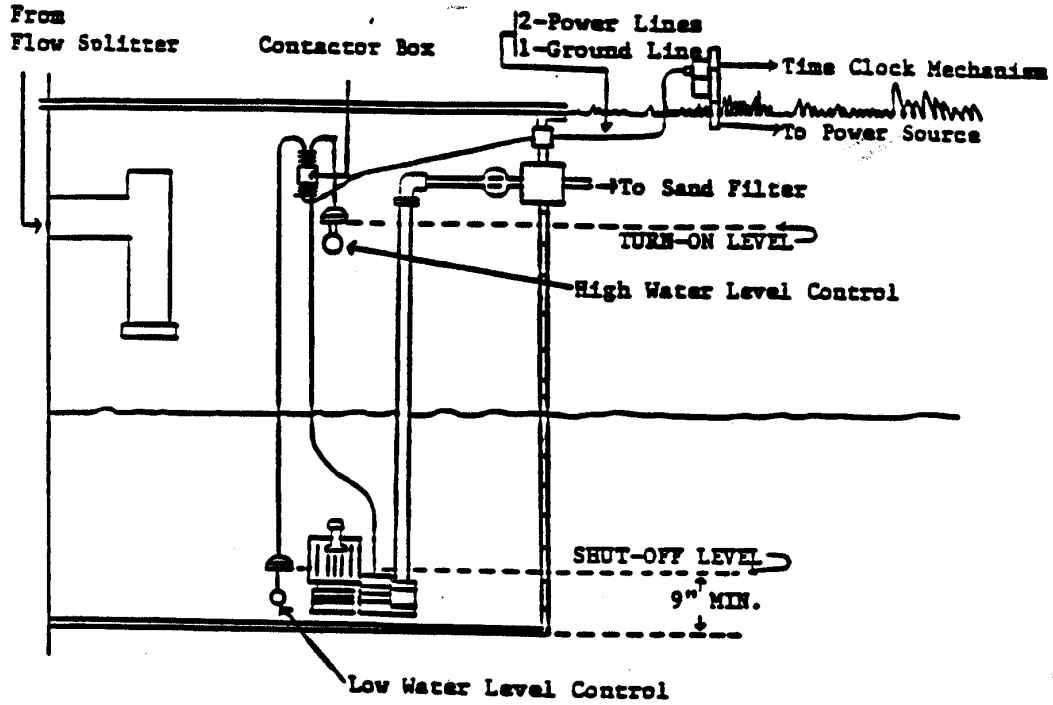 From
Flow Splitter
Contactor Box
2-Power Lines
1-Ground Line
Time Clock Mechanism
To Power Source
To Sand Filter
TURN-ON LEVEL
High Water Level Control
SHUT-OFF LEVEL
9" MIN.
Low Water Level Control